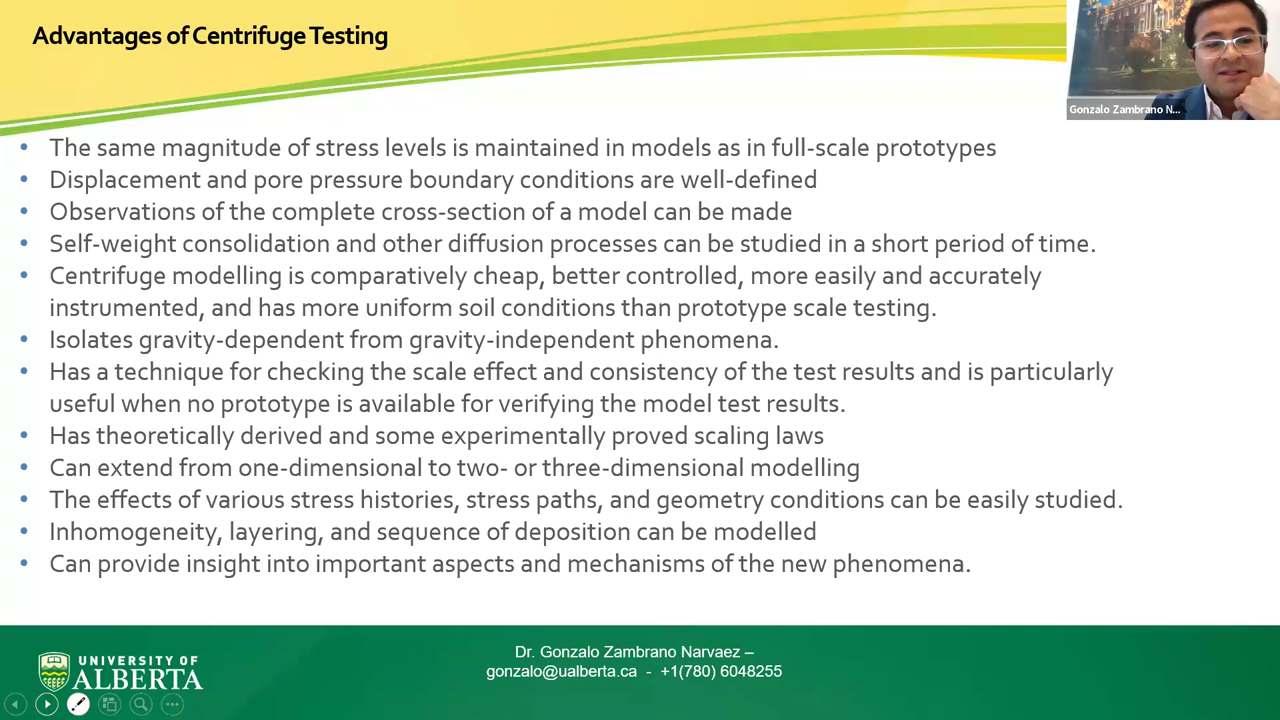 Advantages of Centrifuge Testing
Gonzalo Zambrano N...
• The same magnitude of stress levels is maintained in models as in full-scale prototypes
• Displacement and pore pressure boundary conditions are well-defined
• Observations of the complete cross-section of a model can be made
• Self-weight consolidation and other diffusion processes can be studied in a short period of time.
• Centrifuge modelling is comparatively cheap, better controlled, more easily and accurately
instrumented, and has more uniform soil conditions than prototype scale testing.
• Isolates gravity-dependent from gravity-independent phenomena.
• Has a technique for checking the scale effect and consistency of the test results and is particularly
useful when no prototype is available for verifying the model test results.
• Has theoretically derived and some experimentally proved scaling laws
• Can extend from one-dimensional to two- or three-dimensional modelling
• The effects of various stress histories, stress paths, and geometry conditions can be easily studied.
• Inhomogeneity, layering, and sequence of deposition can be modelled
• Can provide insight into important aspects and mechanisms of the new phenomena.
Dr. Gonzalo Zambrano Narvaez –
gonzalo@ualberta.ca - +1(780) 6048255
UNIVERSITY OF
ALBERTA